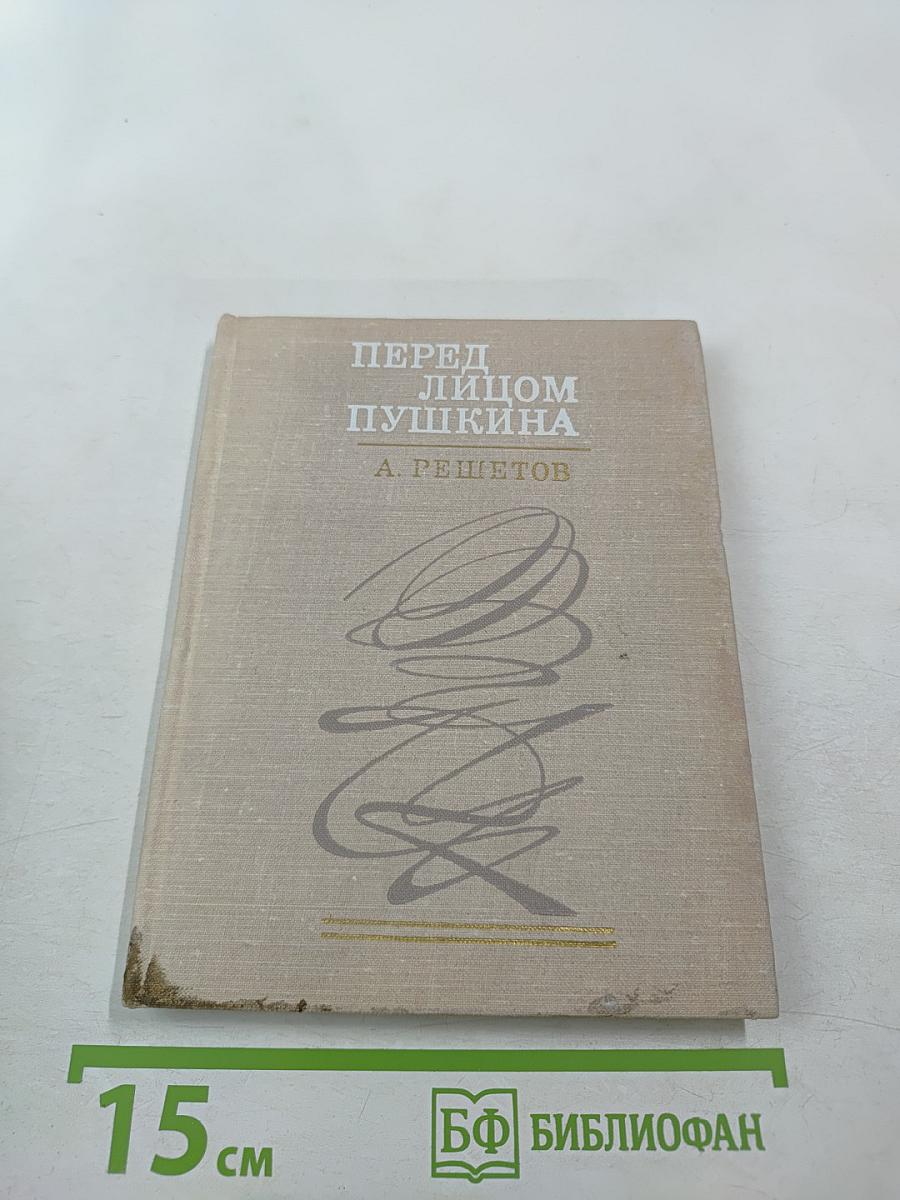 ПЕРЕД
ЛИЦОМ
ПУШКИНА
А. РЕШЕТОВ
15 см
БФ БИБЛИОФАН